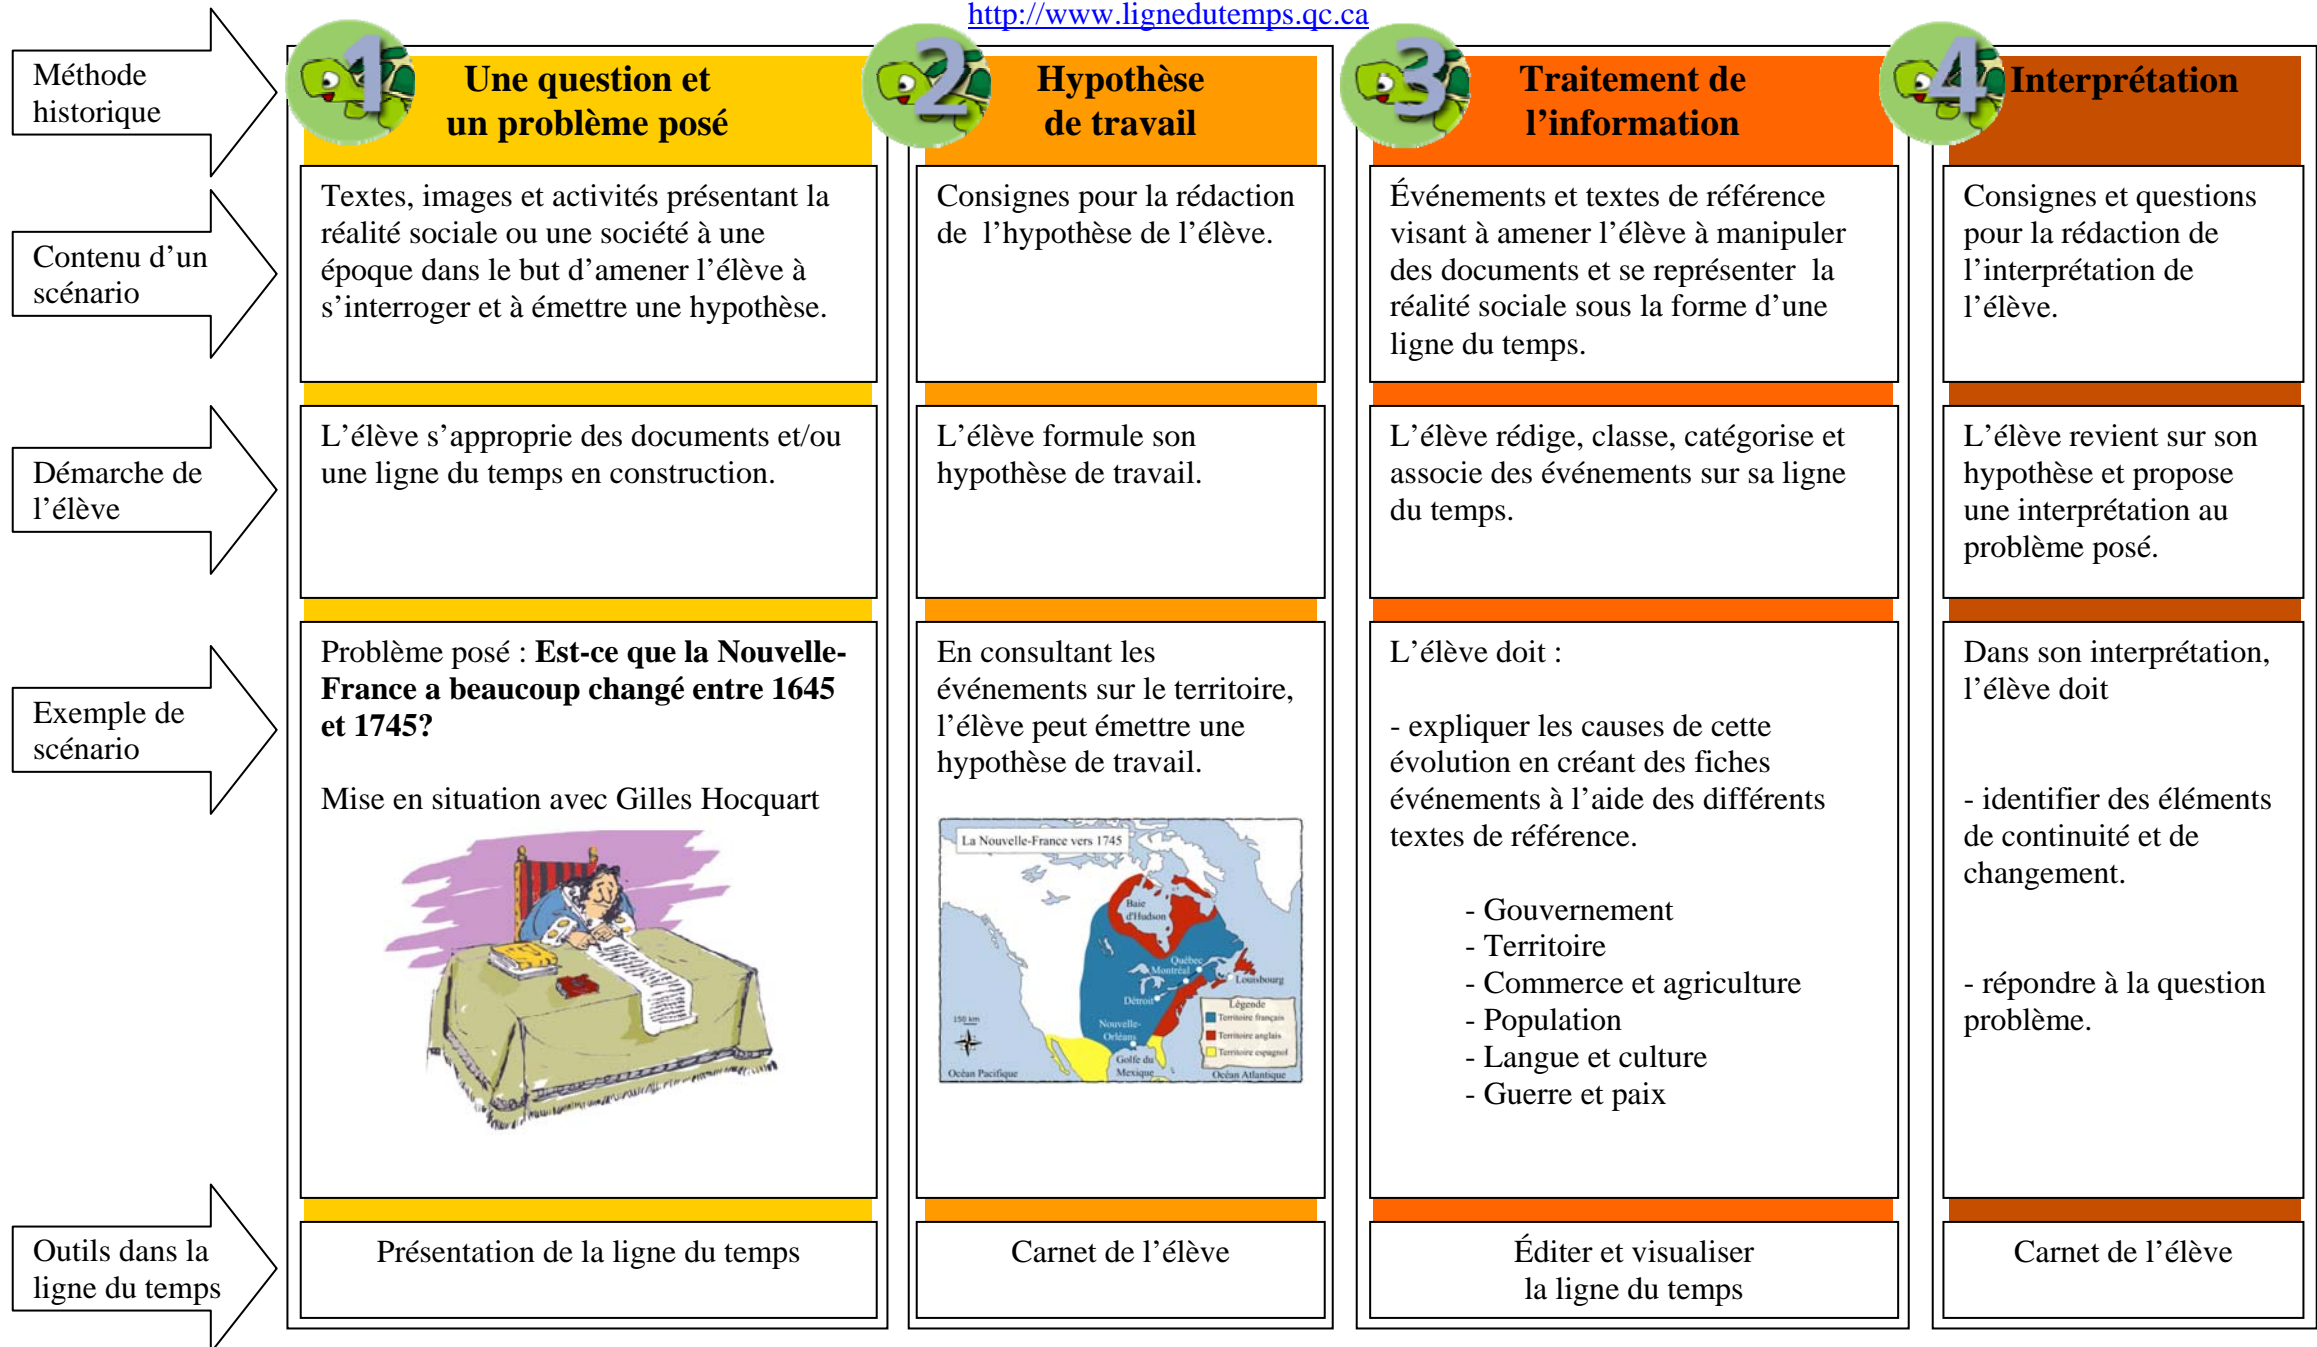 http://www.lignedutemps.qc.ca
Méthode
historique
1
Une question et
un problème posé
2
Hypothèse
de travail
3
Traitement de
l’information
4
Interprétation
Contenu d’un
scénario
Textes, images et activités présentant la
réalité sociale ou une société à une
époque dans le but d’amener l’élève à
s’interroger et à émettre une hypothèse.
Consignes pour la rédaction
de l’hypothèse de l’élève.
Événements et textes de référence
visant à amener l’élève à manipuler
des documents et se représenter la
réalité sociale sous la forme d’une
ligne du temps.
Consignes et questions
pour la rédaction de
l’interprétation de
l’élève.
Démarche de
l’élève
L’élève s’approprie des documents et/ou
une ligne du temps en construction.
L’élève formule son
hypothèse de travail.
L’élève rédige, classe, catégorise et
associe des événements sur sa ligne
du temps.
L’élève revient sur son
hypothèse et propose
une interprétation au
problème posé.
Exemple de
scénario
Problème posé : Est-ce que la Nouvelle-
France a beaucoup changé entre 1645
et 1745?
Mise en situation avec Gilles Hocquart
En consultant les
événements sur le territoire,
l’élève peut émettre une
hypothèse de travail.
La Nouvelle-France vers 1745
Baie
d'Hudson
Québec
Montréal
Louisbourg
Détroit
Légende
Territoire français
Territoire anglais
Territoire espagnol
150 km
Nouvelle-
Orléans
Golfe du
Mexique
Océan Pacifique
Océan Atlantique
L’élève doit :
- expliquer les causes de cette
évolution en créant des fiches
événements à l’aide des différents
textes de référence.
- Gouvernement
- Territoire
- Commerce et agriculture
- Population
- Langue et culture
- Guerre et paix
Dans son interprétation,
l’élève doit
- identifier des éléments
de continuité et de
changement.
- répondre à la question
problème.
Outils dans la
ligne du temps
Présentation de la ligne du temps
Carnet de l’élève
Éditer et visualiser
la ligne du temps
Carnet de l’élève